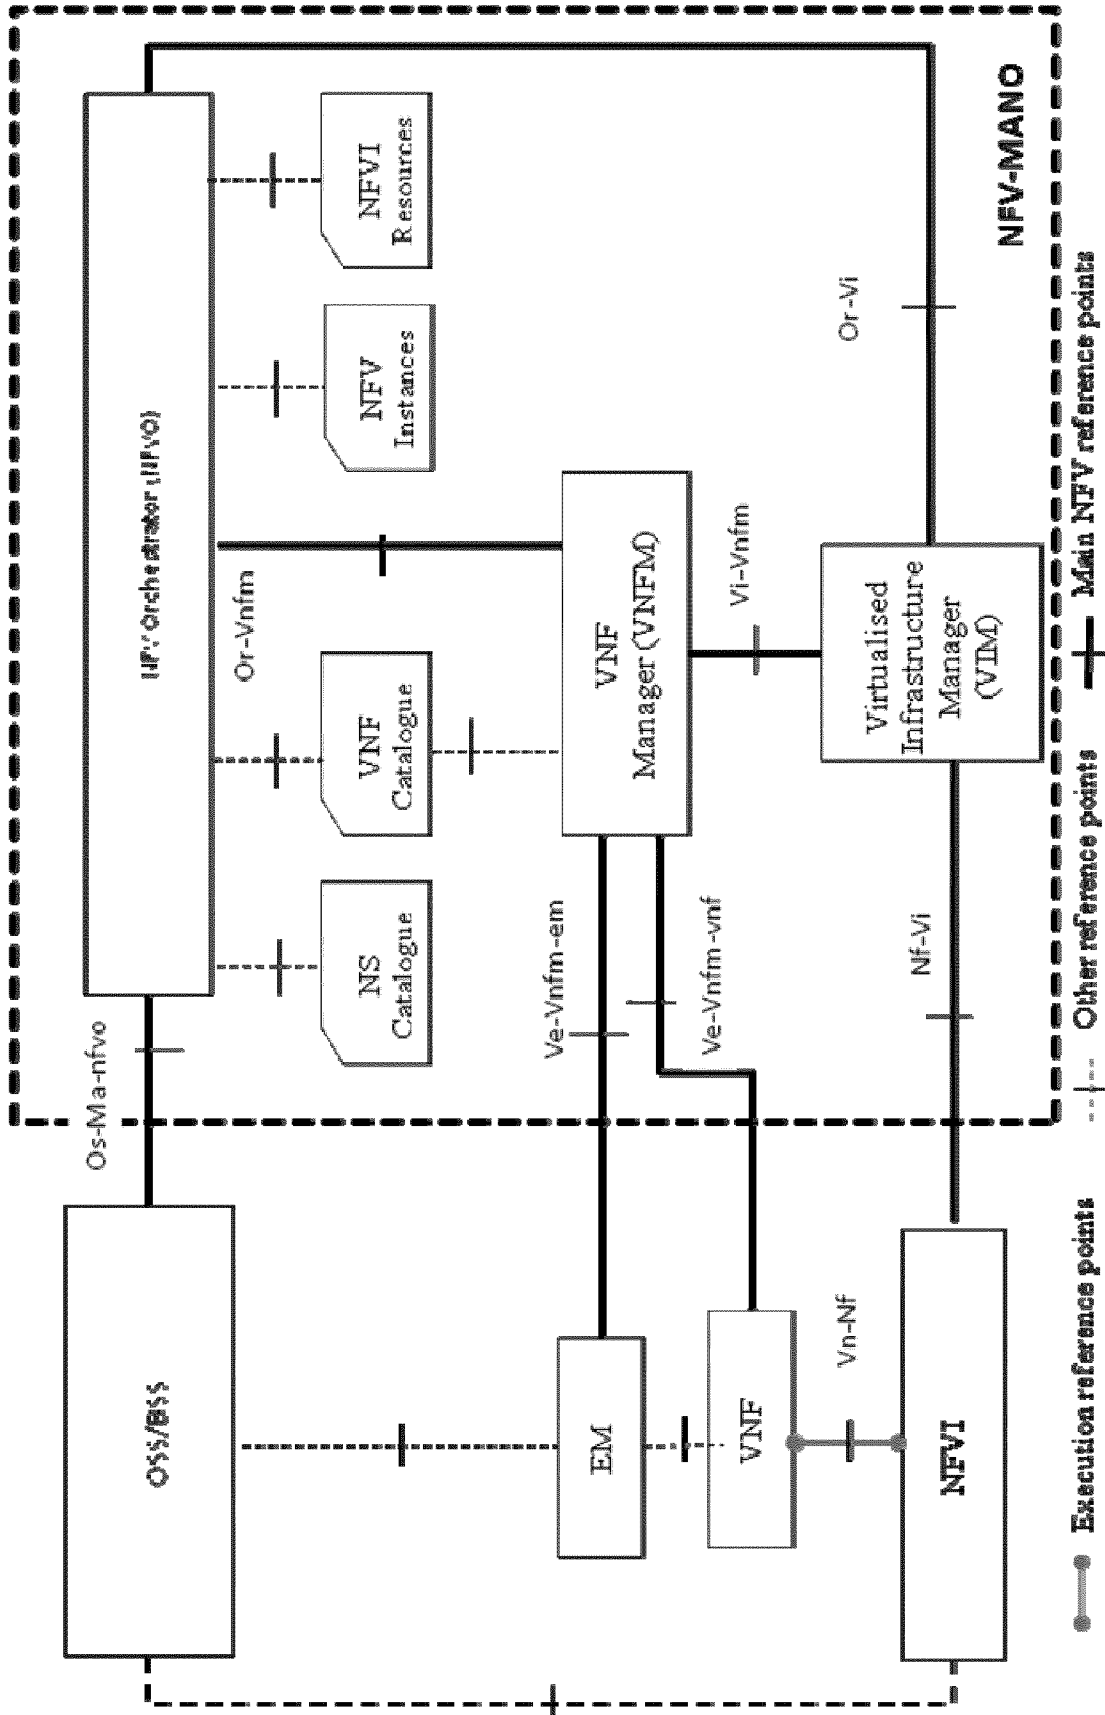 OSS/BSS
Os-Ma-nfvo
Orchestrator (NFVO)
Or-Vnfm
NS
Catalogue
VNF
Catalogue
NFV
Instances
NFVI
Resources
EM
Ve-Vnfm-em
VNF
Manager (VNFM)
Ve-Vnfm-vnf
VNF
Vn-Nf
Vi-Vnfm
Or-Vi
NFVI
Nf-Vi
Virtualised
Infrastructure
Manager
(VIM)
NFV-MANO
Execution reference points
Other reference points
Main NFV reference points